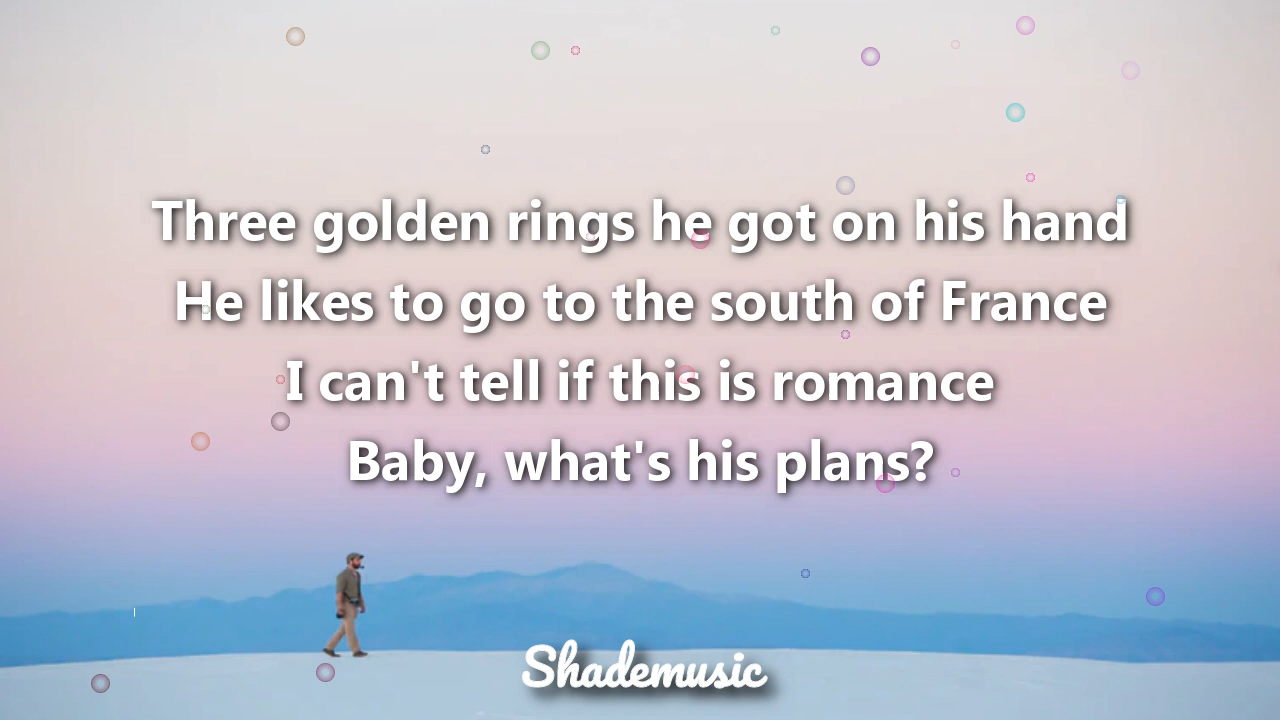 Three golden rings he got on his hand
He likes to go to the south of France
I can't tell if this is romance
Baby, what's his plans?
Shademusic